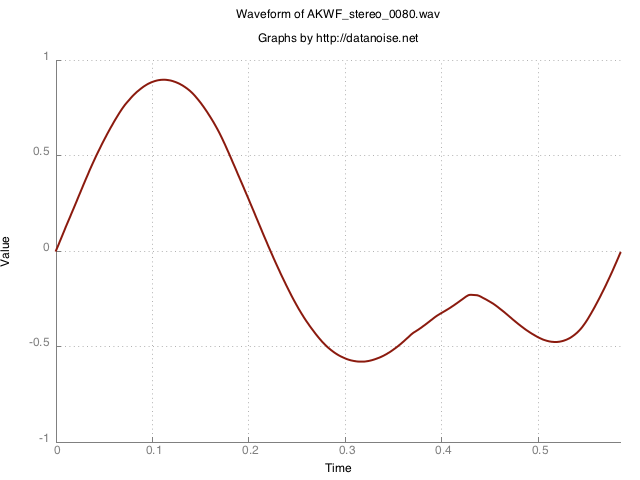 Waveform of AKWF_stereo_0080.wav
Graphs by http://datanoise.net
1
0.5
0
-0.5
-1
Value
0 0.1 0.2 0.3 0.4 0.5
Time